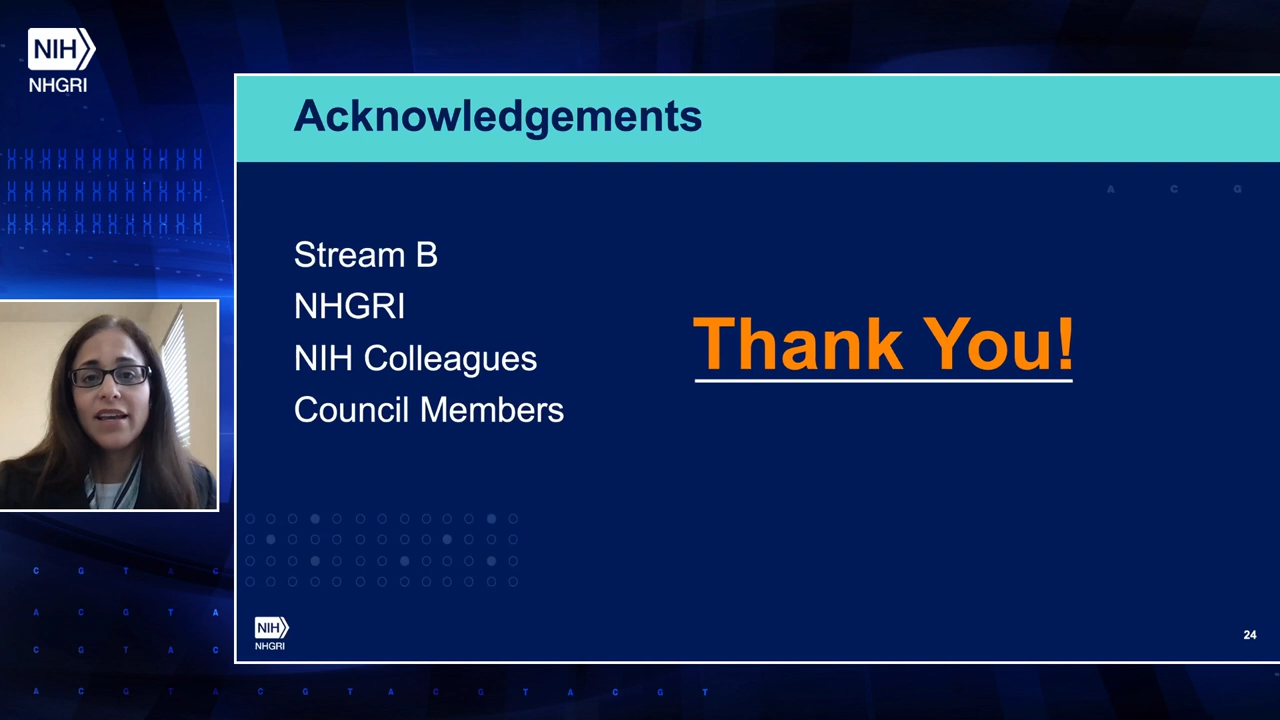 NIH
NHGRI
Acknowledgements
A C G
Stream B
NHGRI
NIH Colleagues
Council Members
Thank You!
C G T A C
A C G T A
C G T A C
NIH
NHGRI
24
A C G T A C G T A C G T A C G T